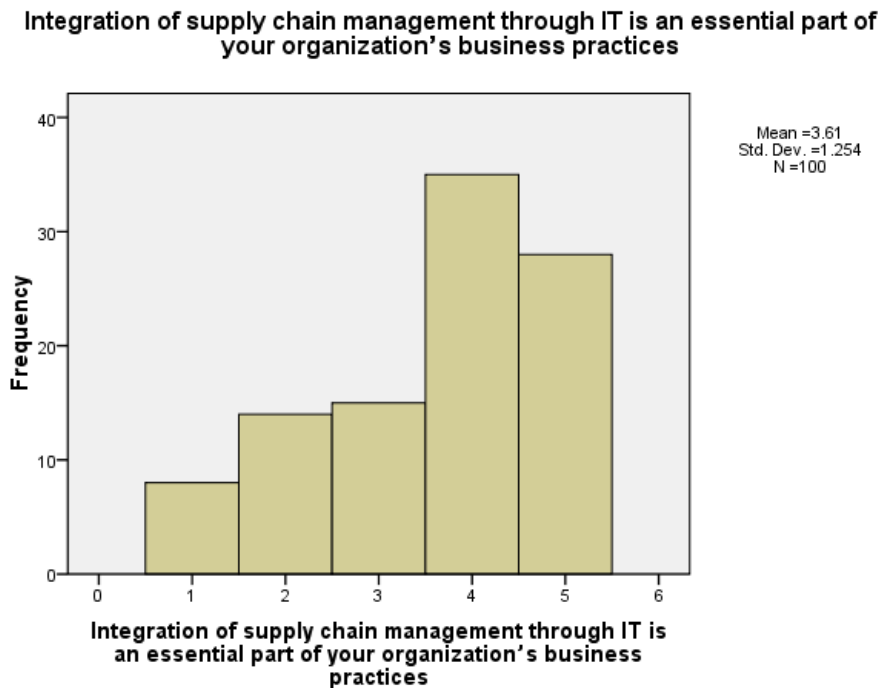 Integration of supply chain management through IT is an essential part of
your organization’s business practices
Mean =3.61
Std. Dev. =1.254
N =100
Frequency
40
30
20
10
0
0 1 2 3 4 5 6
Integration of supply chain management through IT is
an essential part of your organization’s business
practices